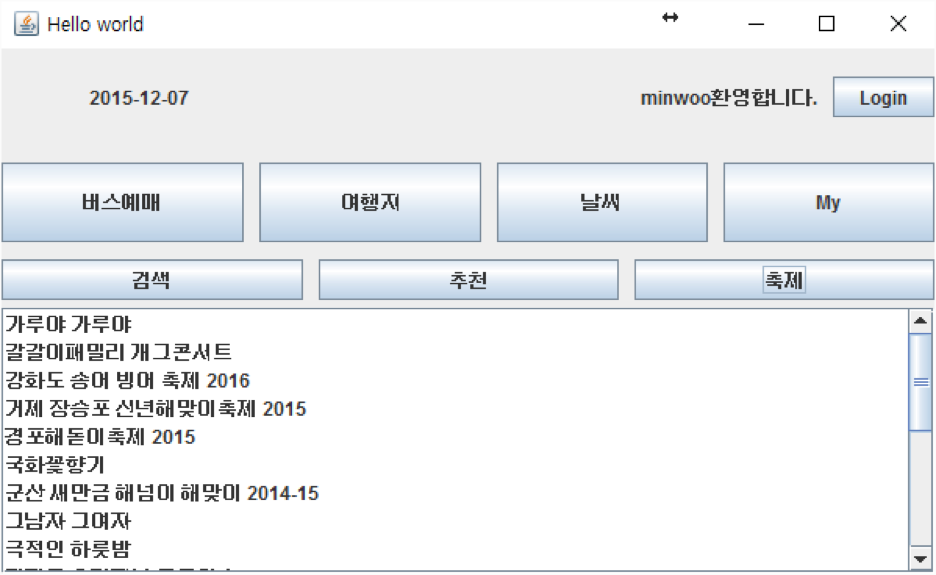 Hello world
2015-12-07 minwoo환영합니다. Login
버스예매 여행지 날씨 My
검색 추천 축제
가루야 가루야
갈갈이패밀리 개그콘서트
강화도 송어 빙어 축제 2016
거제 장승포 신년해맞이축제 2015
경포해돋이축제 2015
국화꽃향기
군산 새만금 해넘이 해맞이 2014-15
그남자 그여자
극적인 하룻밤